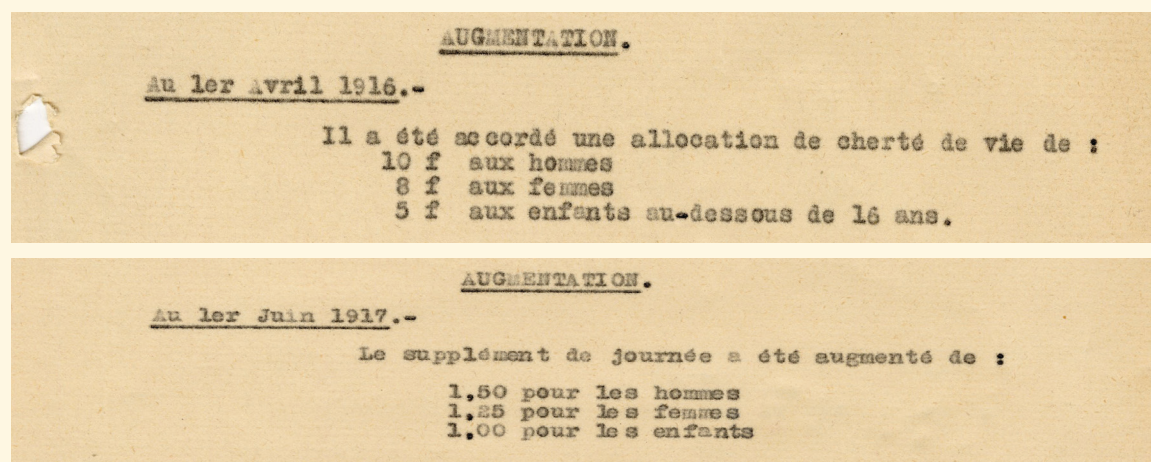 AUGMENTATION.
Au 1er Avril 1916.-
Il a été accordé une allocation de cherté de vie de :
10 f aux hommes
8 f aux femmes
5 f aux enfants au-dessous de 16 ans.
AUGMENTATION.
Au 1er Juin 1917.-
Le supplément de journée a été augmenté de :
1,50 pour les hommes
1,25 pour les femmes
1,00 pour les enfants